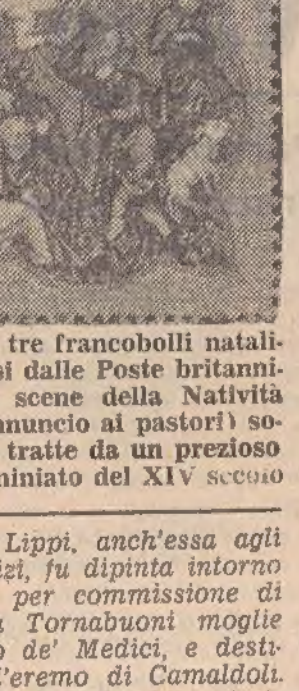 tre francobolli natali-
si dalle Poste britanni-
scene della Natività
nnuncio ai pastori) so-
tratte da un prezioso
miniato del XIV secolo
Lippi, anch'essa agli
izi, fu dipinta intorno
per commissione di
Tornabuoni moglie
o de' Medici, e desti-
l'eremo di Camaldoli.